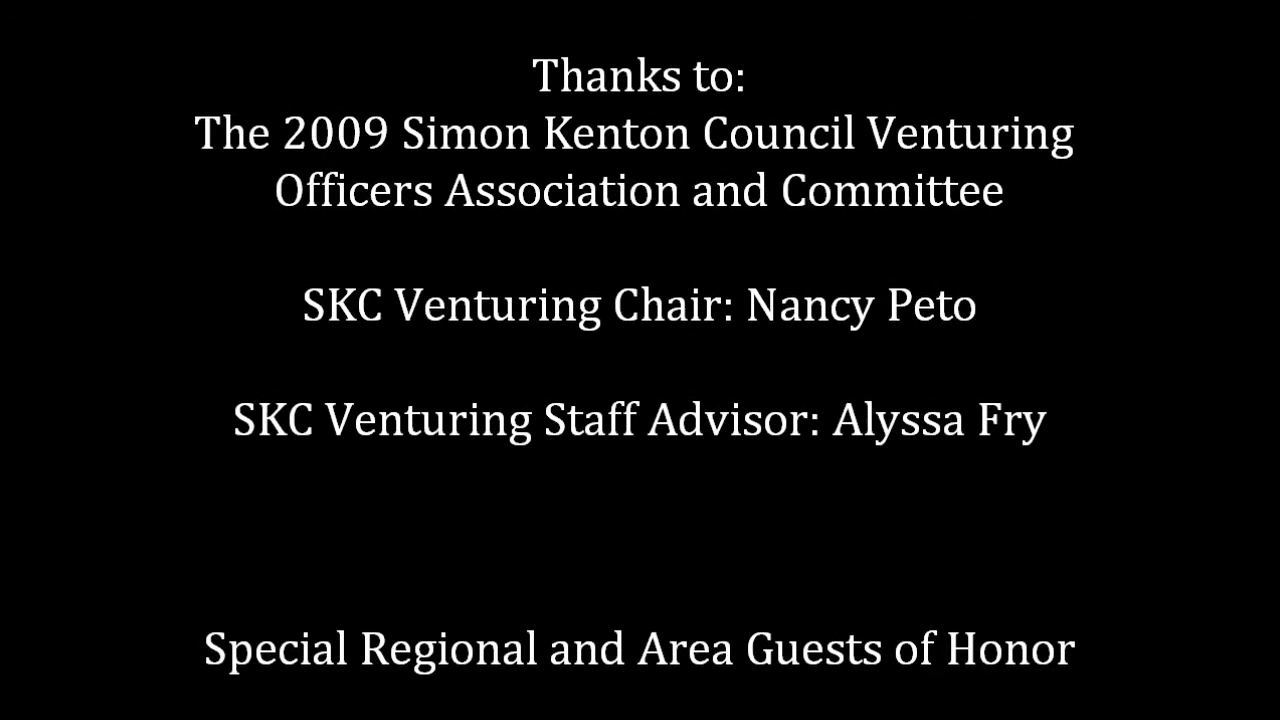 Thanks to:
The 2009 Simon Kenton Council Venturing
Officers Association and Committee
SKC Venturing Chair: Nancy Peto
SKC Venturing Staff Advisor: Alyssa Fry
Special Regional and Area Guests of Honor